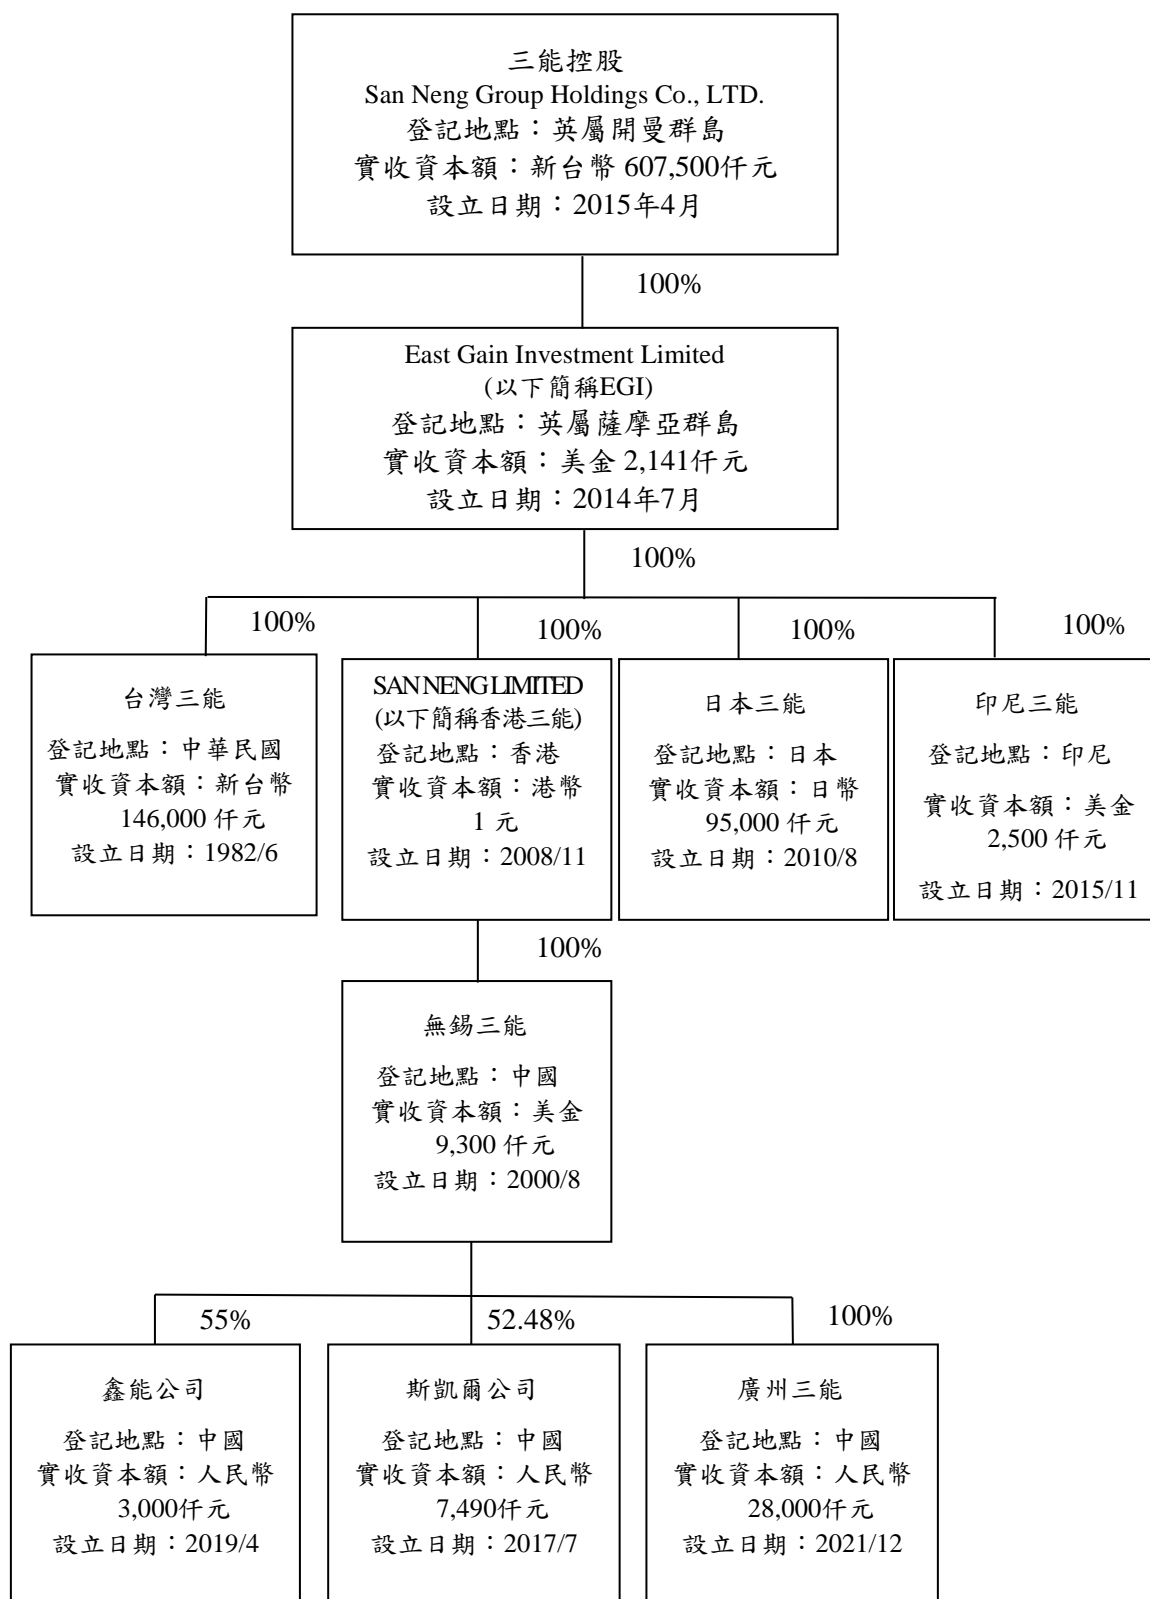 三能控股
San Neng Group Holdings Co., LTD.
登記地點：英屬開曼群島
實收資本額：新台幣 607,500仟元
設立日期：2015年4月
100%
East Gain Investment Limited
(以下簡稱EGI)
登記地點：英屬薩摩亞群島
實收資本額：美金 2,141仟元
設立日期：2014年7月
100%
100%
100%
100%
100%
台灣三能
登記地點：中華民國
實收資本額：新台幣
146,000 仟元
設立日期：1982/6
SAN NENG LIMITED
(以下簡稱香港三能)
登記地點：香港
實收資本額：港幣
1 元
設立日期：2008/11
日本三能
登記地點：日本
實收資本額：日幣
95,000 仟元
設立日期：2010/8
印尼三能
登記地點：印尼
實收資本額：美金
2,500 仟元
設立日期：2015/11
100%
無錫三能
登記地點：中國
實收資本額：美金
9,300 仟元
設立日期：2000/8
55%
52.48%
100%
鑫能公司
登記地點：中國
實收資本額：人民幣
3,000仟元
設立日期：2019/4
斯凱爾公司
登記地點：中國
實收資本額：人民幣
7,490仟元
設立日期：2017/7
廣州三能
登記地點：中國
實收資本額：人民幣
28,000仟元
設立日期：2021/12